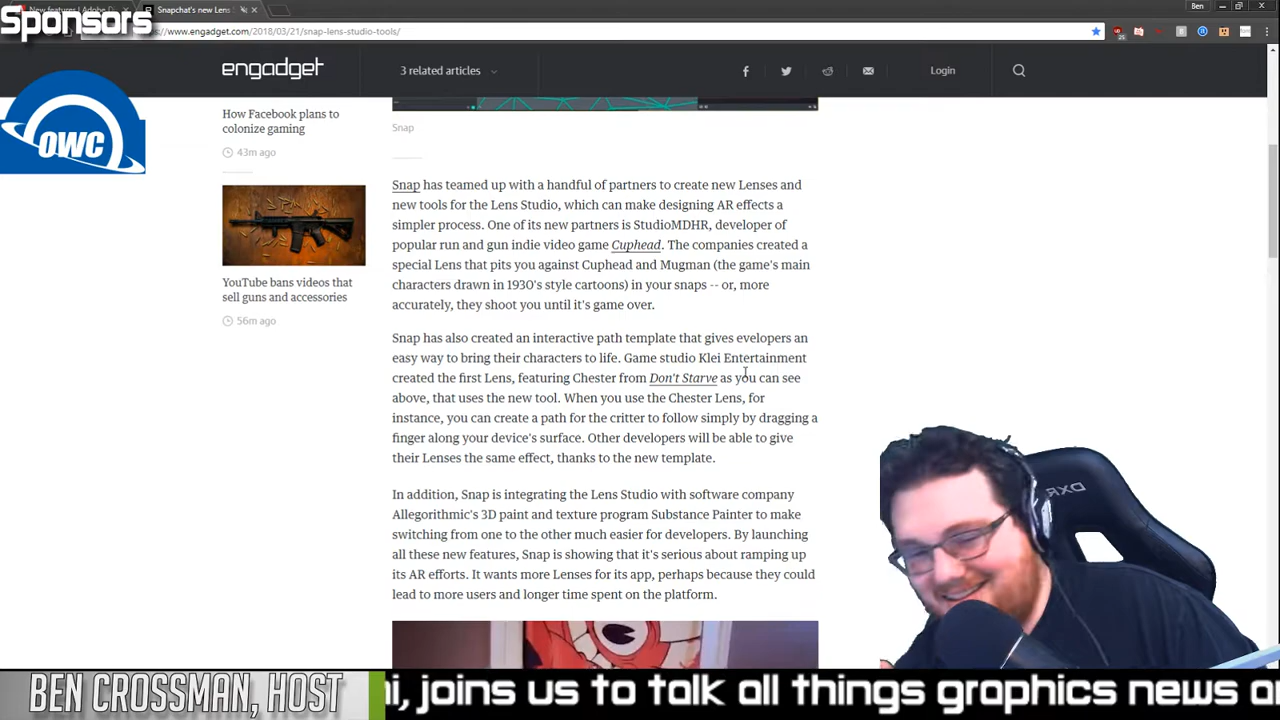 New features | Adobe D
Snapchat's new Lens
Ben
Sponsors
www.engadget.com/2018/03/21/snap-lens-studio-tools/
engadget
3 related articles
Login
OWC
How Facebook plans to
colonize gaming
43m ago
YouTube bans videos that
sell guns and accessories
56m ago
Snap
Snap has teamed up with a handful of partners to create new Lenses and
new tools for the Lens Studio, which can make designing AR effects a
simpler process. One of its new partners is StudioMDHR, developer of
popular run and gun indie video game Cuphead. The companies created a
special Lens that pits you against Cuphead and Mugman (the game's main
characters drawn in 1930's style cartoons) in your snaps -- or, more
accurately, they shoot you until it's game over.
Snap has also created an interactive path template that gives evelopers an
easy way to bring their characters to life. Game studio Klei Entertainment
created the first Lens, featuring Chester from Don't Starve as you can see
above, that uses the new tool. When you use the Chester Lens, for
instance, you can create a path for the critter to follow simply by dragging a
finger along your device's surface. Other developers will be able to give
their Lenses the same effect, thanks to the new template.
In addition, Snap is integrating the Lens Studio with software company
Allegorithmic's 3D paint and texture program Substance Painter to make
switching from one to the other much easier for developers. By launching
all these new features, Snap is showing that it's serious about ramping up
its AR efforts. It wants more Lenses for its app, perhaps because they could
lead to more users and longer time spent on the platform.
DXR
BEN CROSSMAN, HOST
ni, joins us to talk all things graphics news an